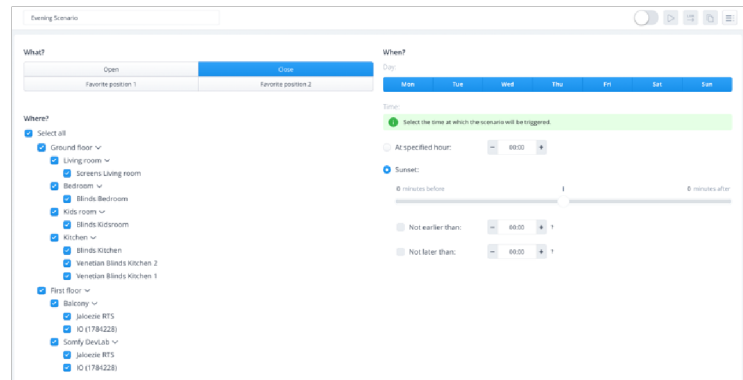 Evening Scenario
What?
Open
Close
Favorite position 1
Favorite position 2
Where?
Select all
Ground floor
Living room
Screens Living room
Bedroom
Blinds Bedroom
Kids room
Blinds Kidsroom
Kitchen
Blinds Kitchen
Venetian Blinds Kitchen 2
Venetian Blinds Kitchen 1
First floor
Balcony
Jaloezie RTS
IO (1784228)
Somfy DevLab
Jaloezie RTS
IO (1784228)
When?
Day:
Mon Tue Wed Thu Fri Sat Sun
Time:
Select the time at which the scenario will be triggered.
At specified hour: - 00:00 +
Sunset:
0 minutes before 0 minutes after
Not earlier than: - 00:00 + ?
Not later than: - 00:00 + ?